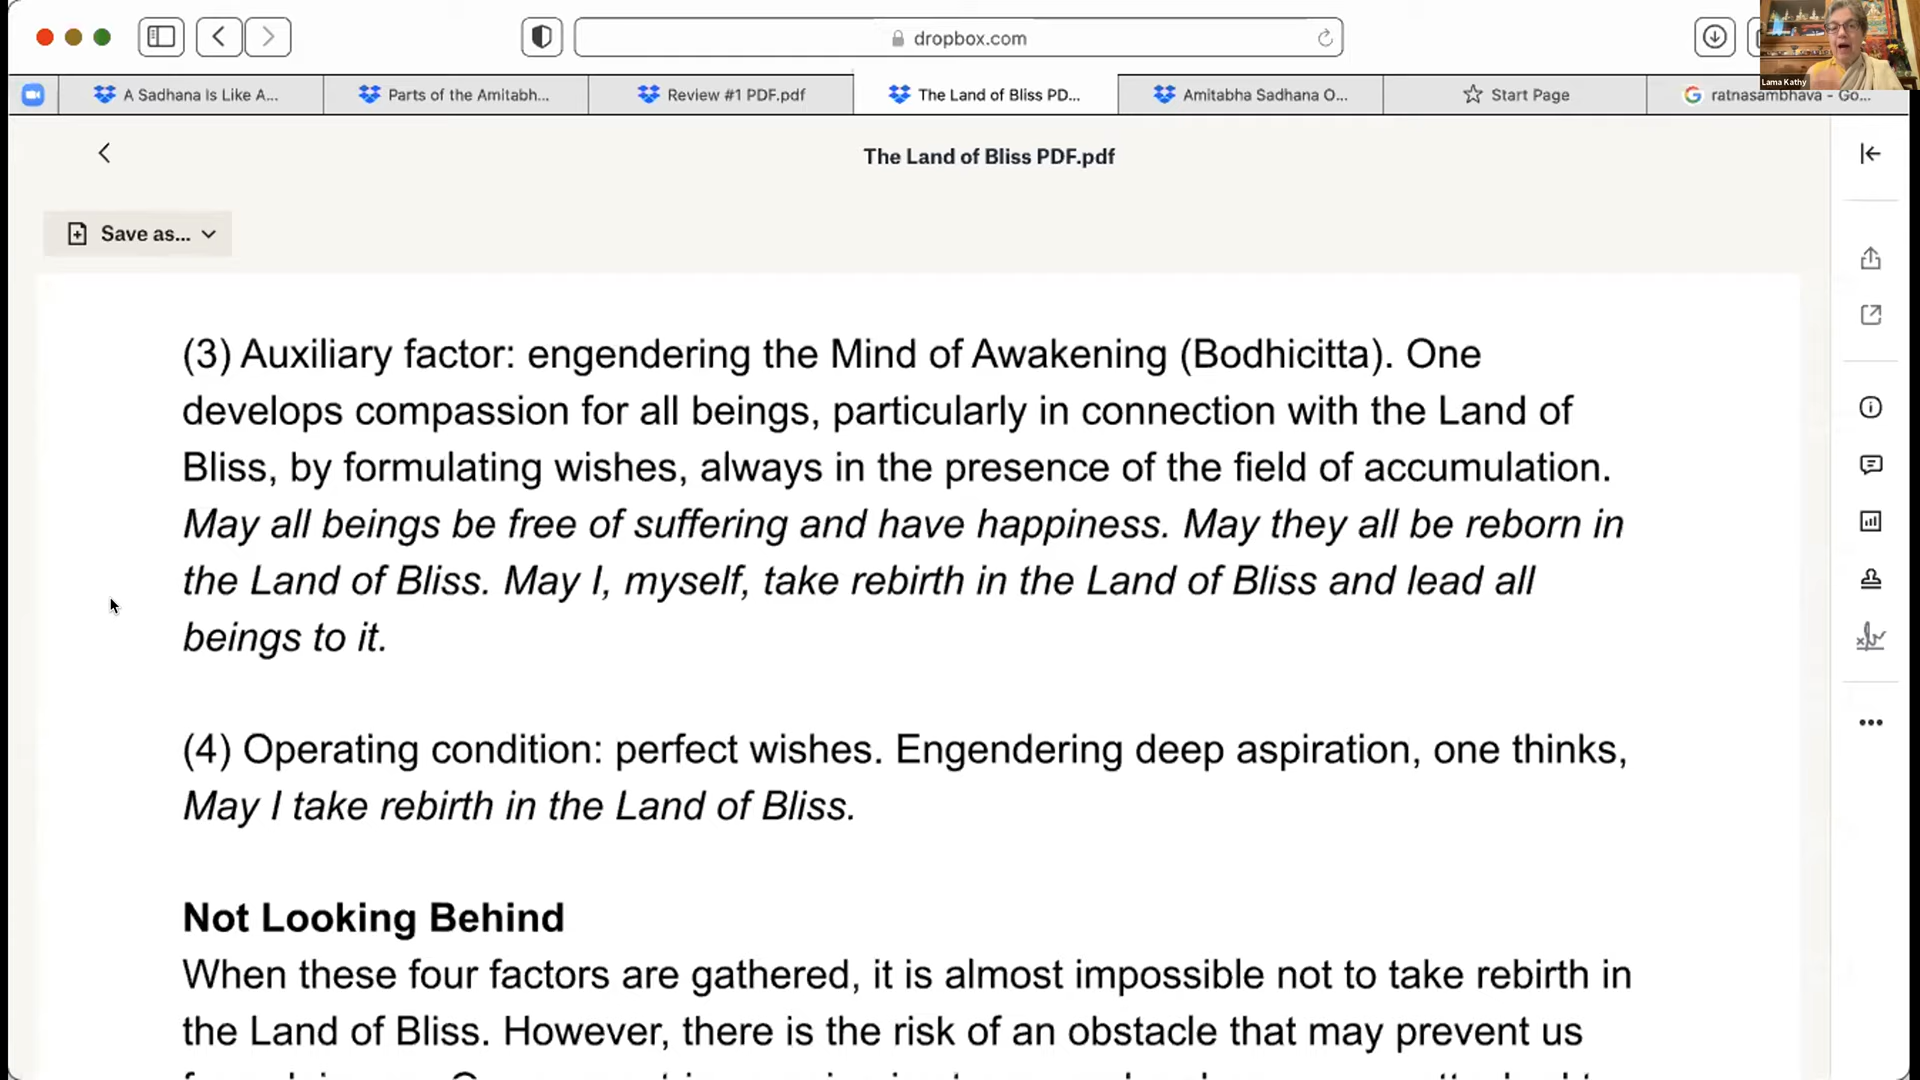 dropbox.com
A Sadhana Is Like A...
Parts of the Amitabh...
Review #1 PDF.pdf
The Land of Bliss PD...
Amitabha Sadhana O...
Start Page
ratnasambhava - Go...
Lama Kathy
The Land of Bliss PDF.pdf
Save as...
(3) Auxiliary factor: engendering the Mind of Awakening (Bodhicitta). One
develops compassion for all beings, particularly in connection with the Land of
Bliss, by formulating wishes, always in the presence of the field of accumulation.
May all beings be free of suffering and have happiness. May they all be reborn in
the Land of Bliss. May I, myself, take rebirth in the Land of Bliss and lead all
beings to it.
(4) Operating condition: perfect wishes. Engendering deep aspiration, one thinks,
May I take rebirth in the Land of Bliss.
Not Looking Behind
When these four factors are gathered, it is almost impossible not to take rebirth in
the Land of Bliss. However, there is the risk of an obstacle that may prevent us